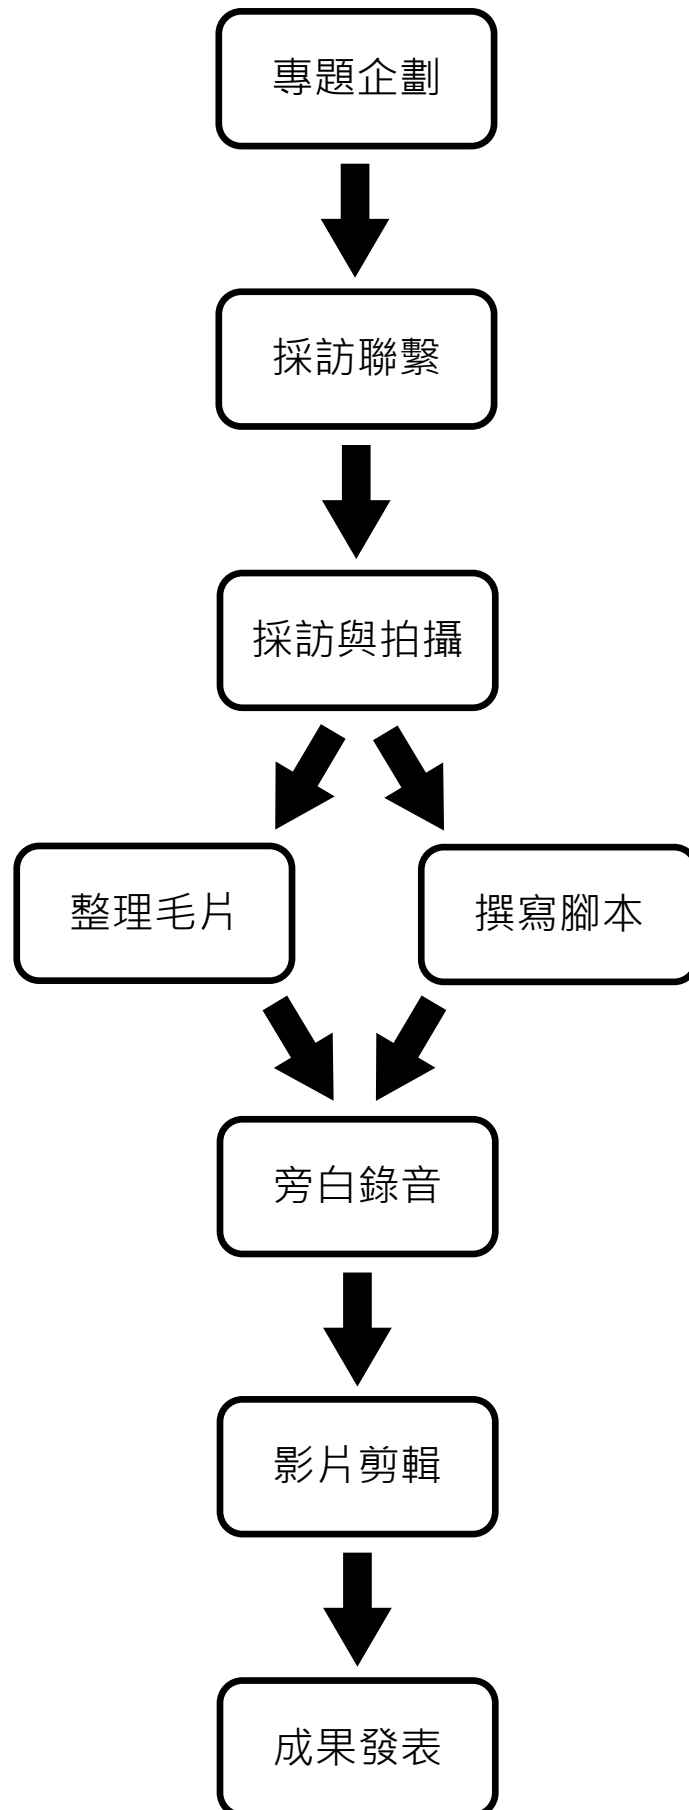 專題企劃
採訪聯繫
採訪與拍攝
整理毛片
撰寫腳本
旁白錄音
影片剪輯
成果發表